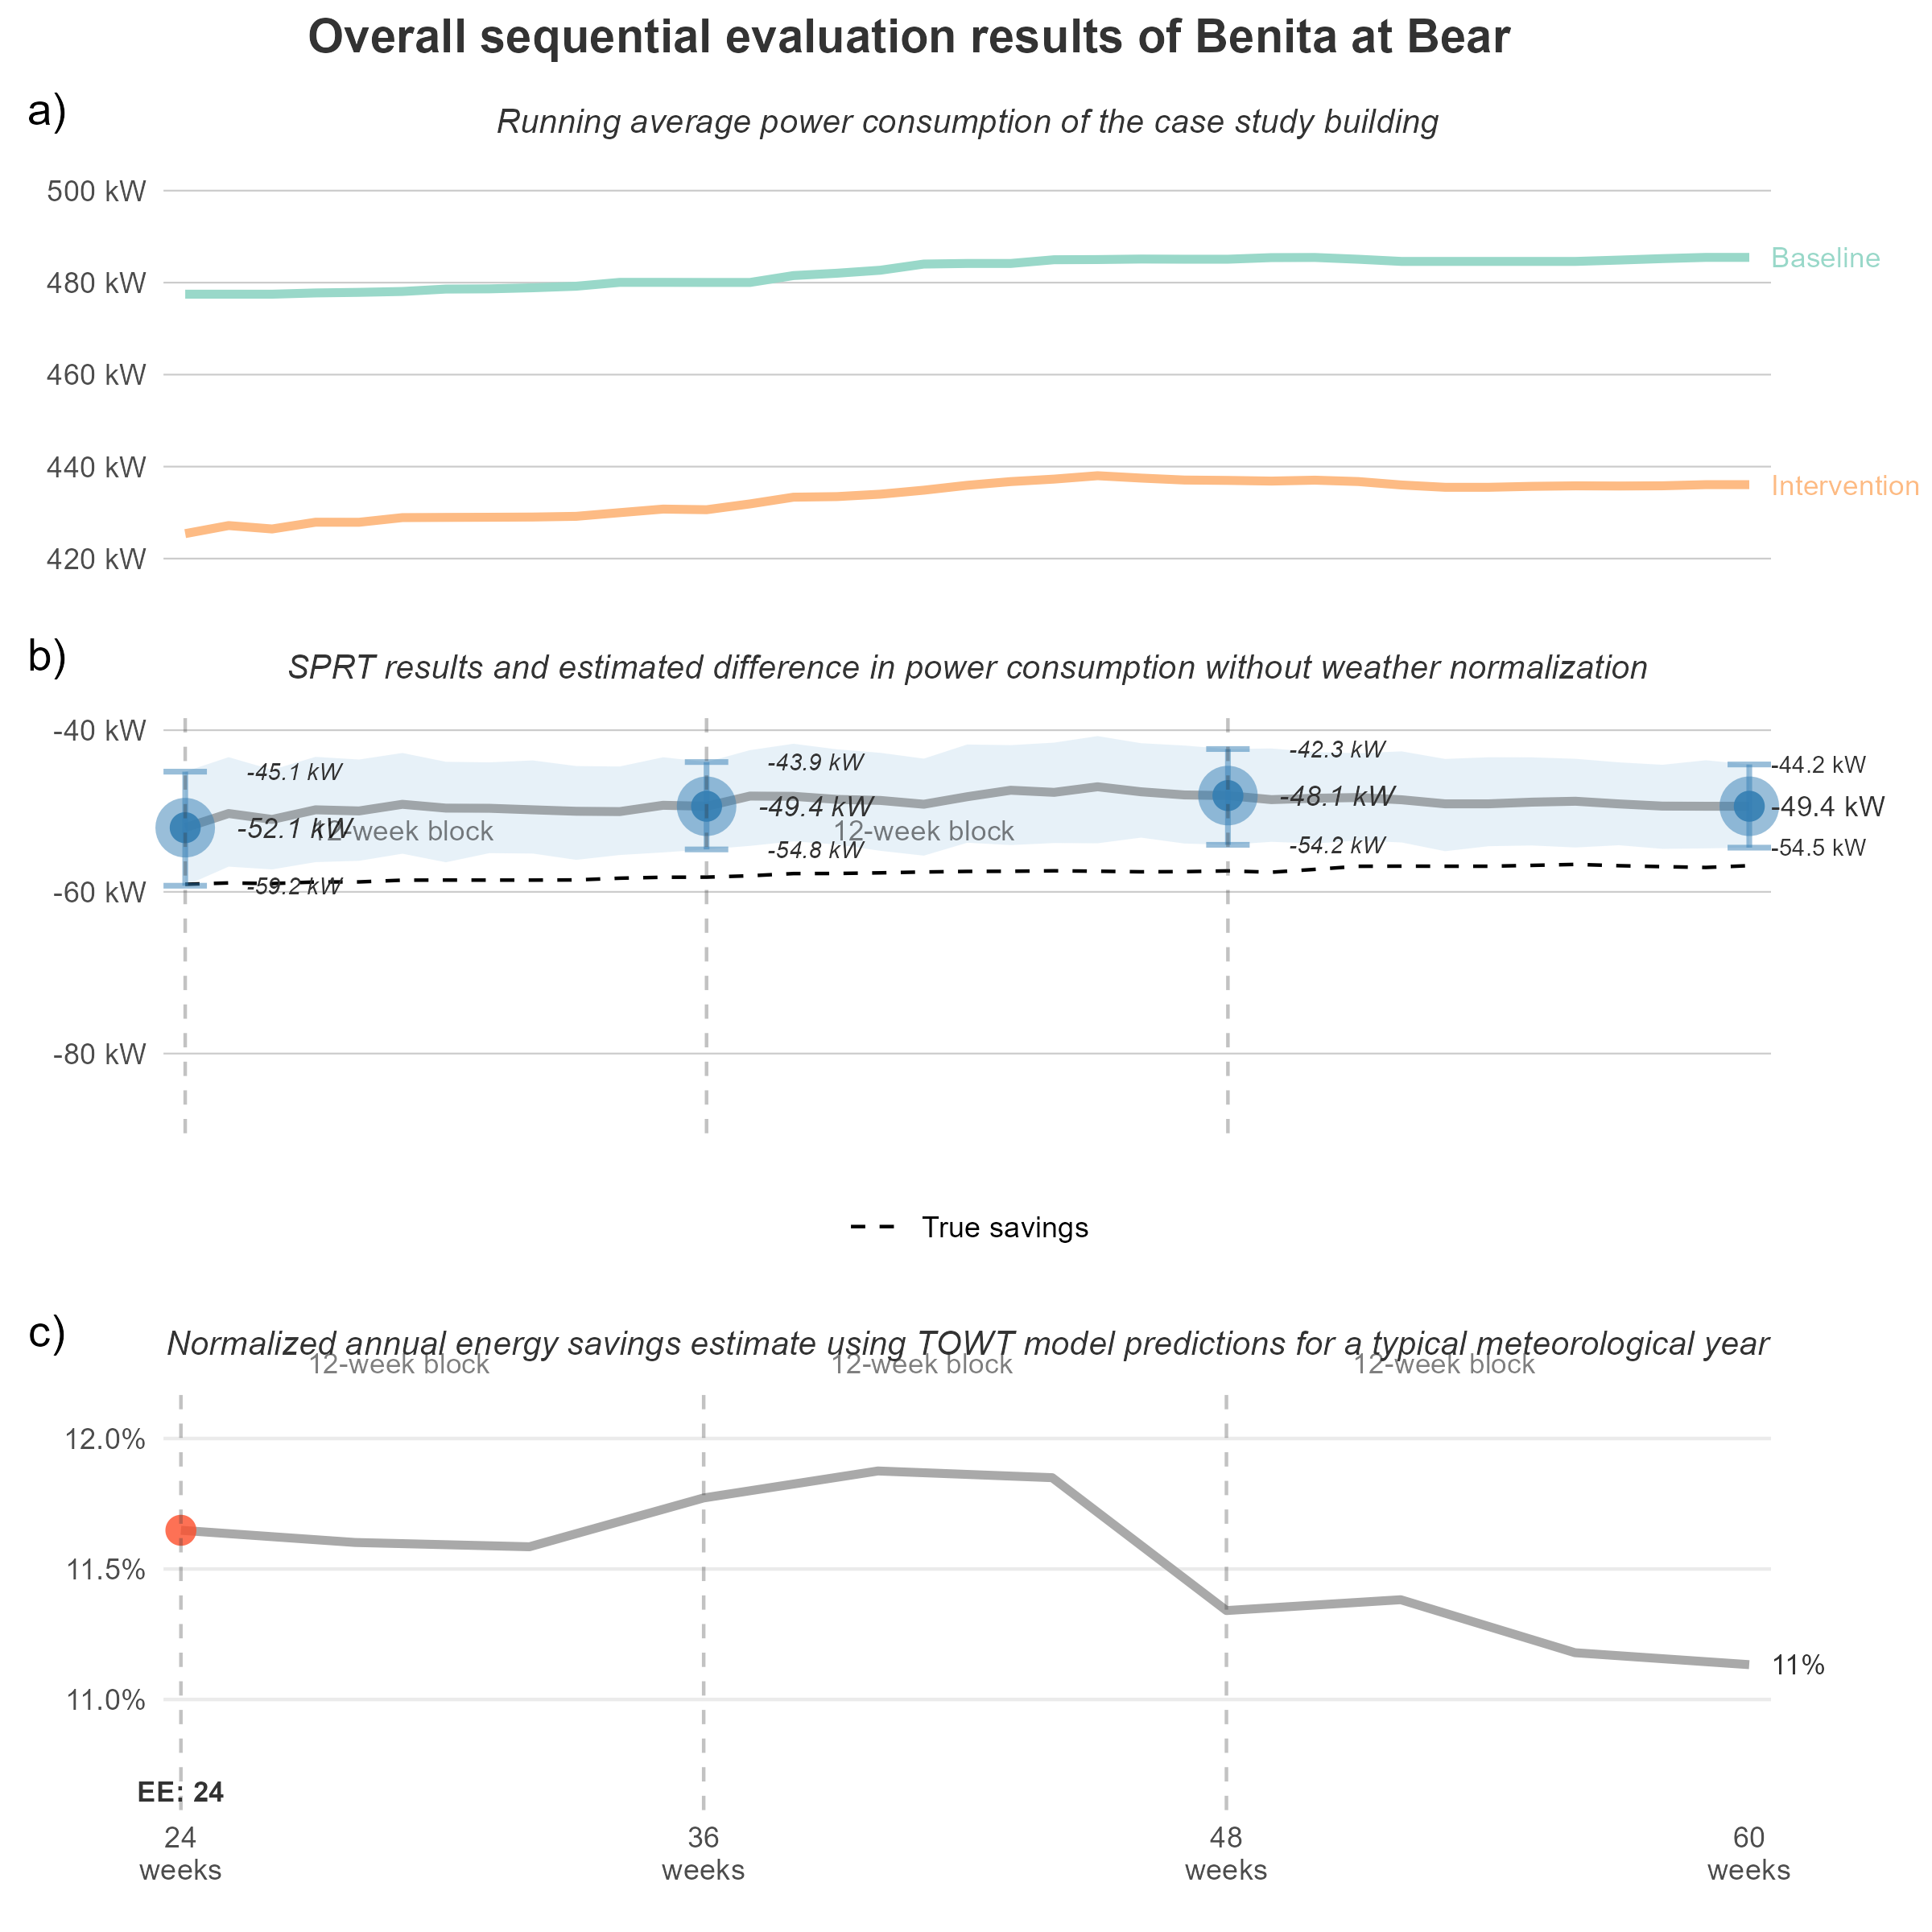 Overall sequential evaluation results of Benita at Bear
a)
Running average power consumption of the case study building
500 kW
480 kW
460 kW
440 kW
420 kW
Baseline
Intervention
b)
SPRT results and estimated difference in power consumption without weather normalization
-40 kW
-60 kW
-80 kW
-45.1 kW
-52.1 kW
-59.2 kW
12-week block
-43.9 kW
-49.4 kW
-54.8 kW
12-week block
-42.3 kW
-48.1 kW
-54.2 kW
-44.2 kW
-49.4 kW
-54.5 kW
True savings
c)
Normalized annual energy savings estimate using TOWT model predictions for a typical meteorological year
12-week block
12-week block
12-week block
12.0%
11.5%
11.0%
11%
EE: 24
24
weeks
36
weeks
48
weeks
60
weeks